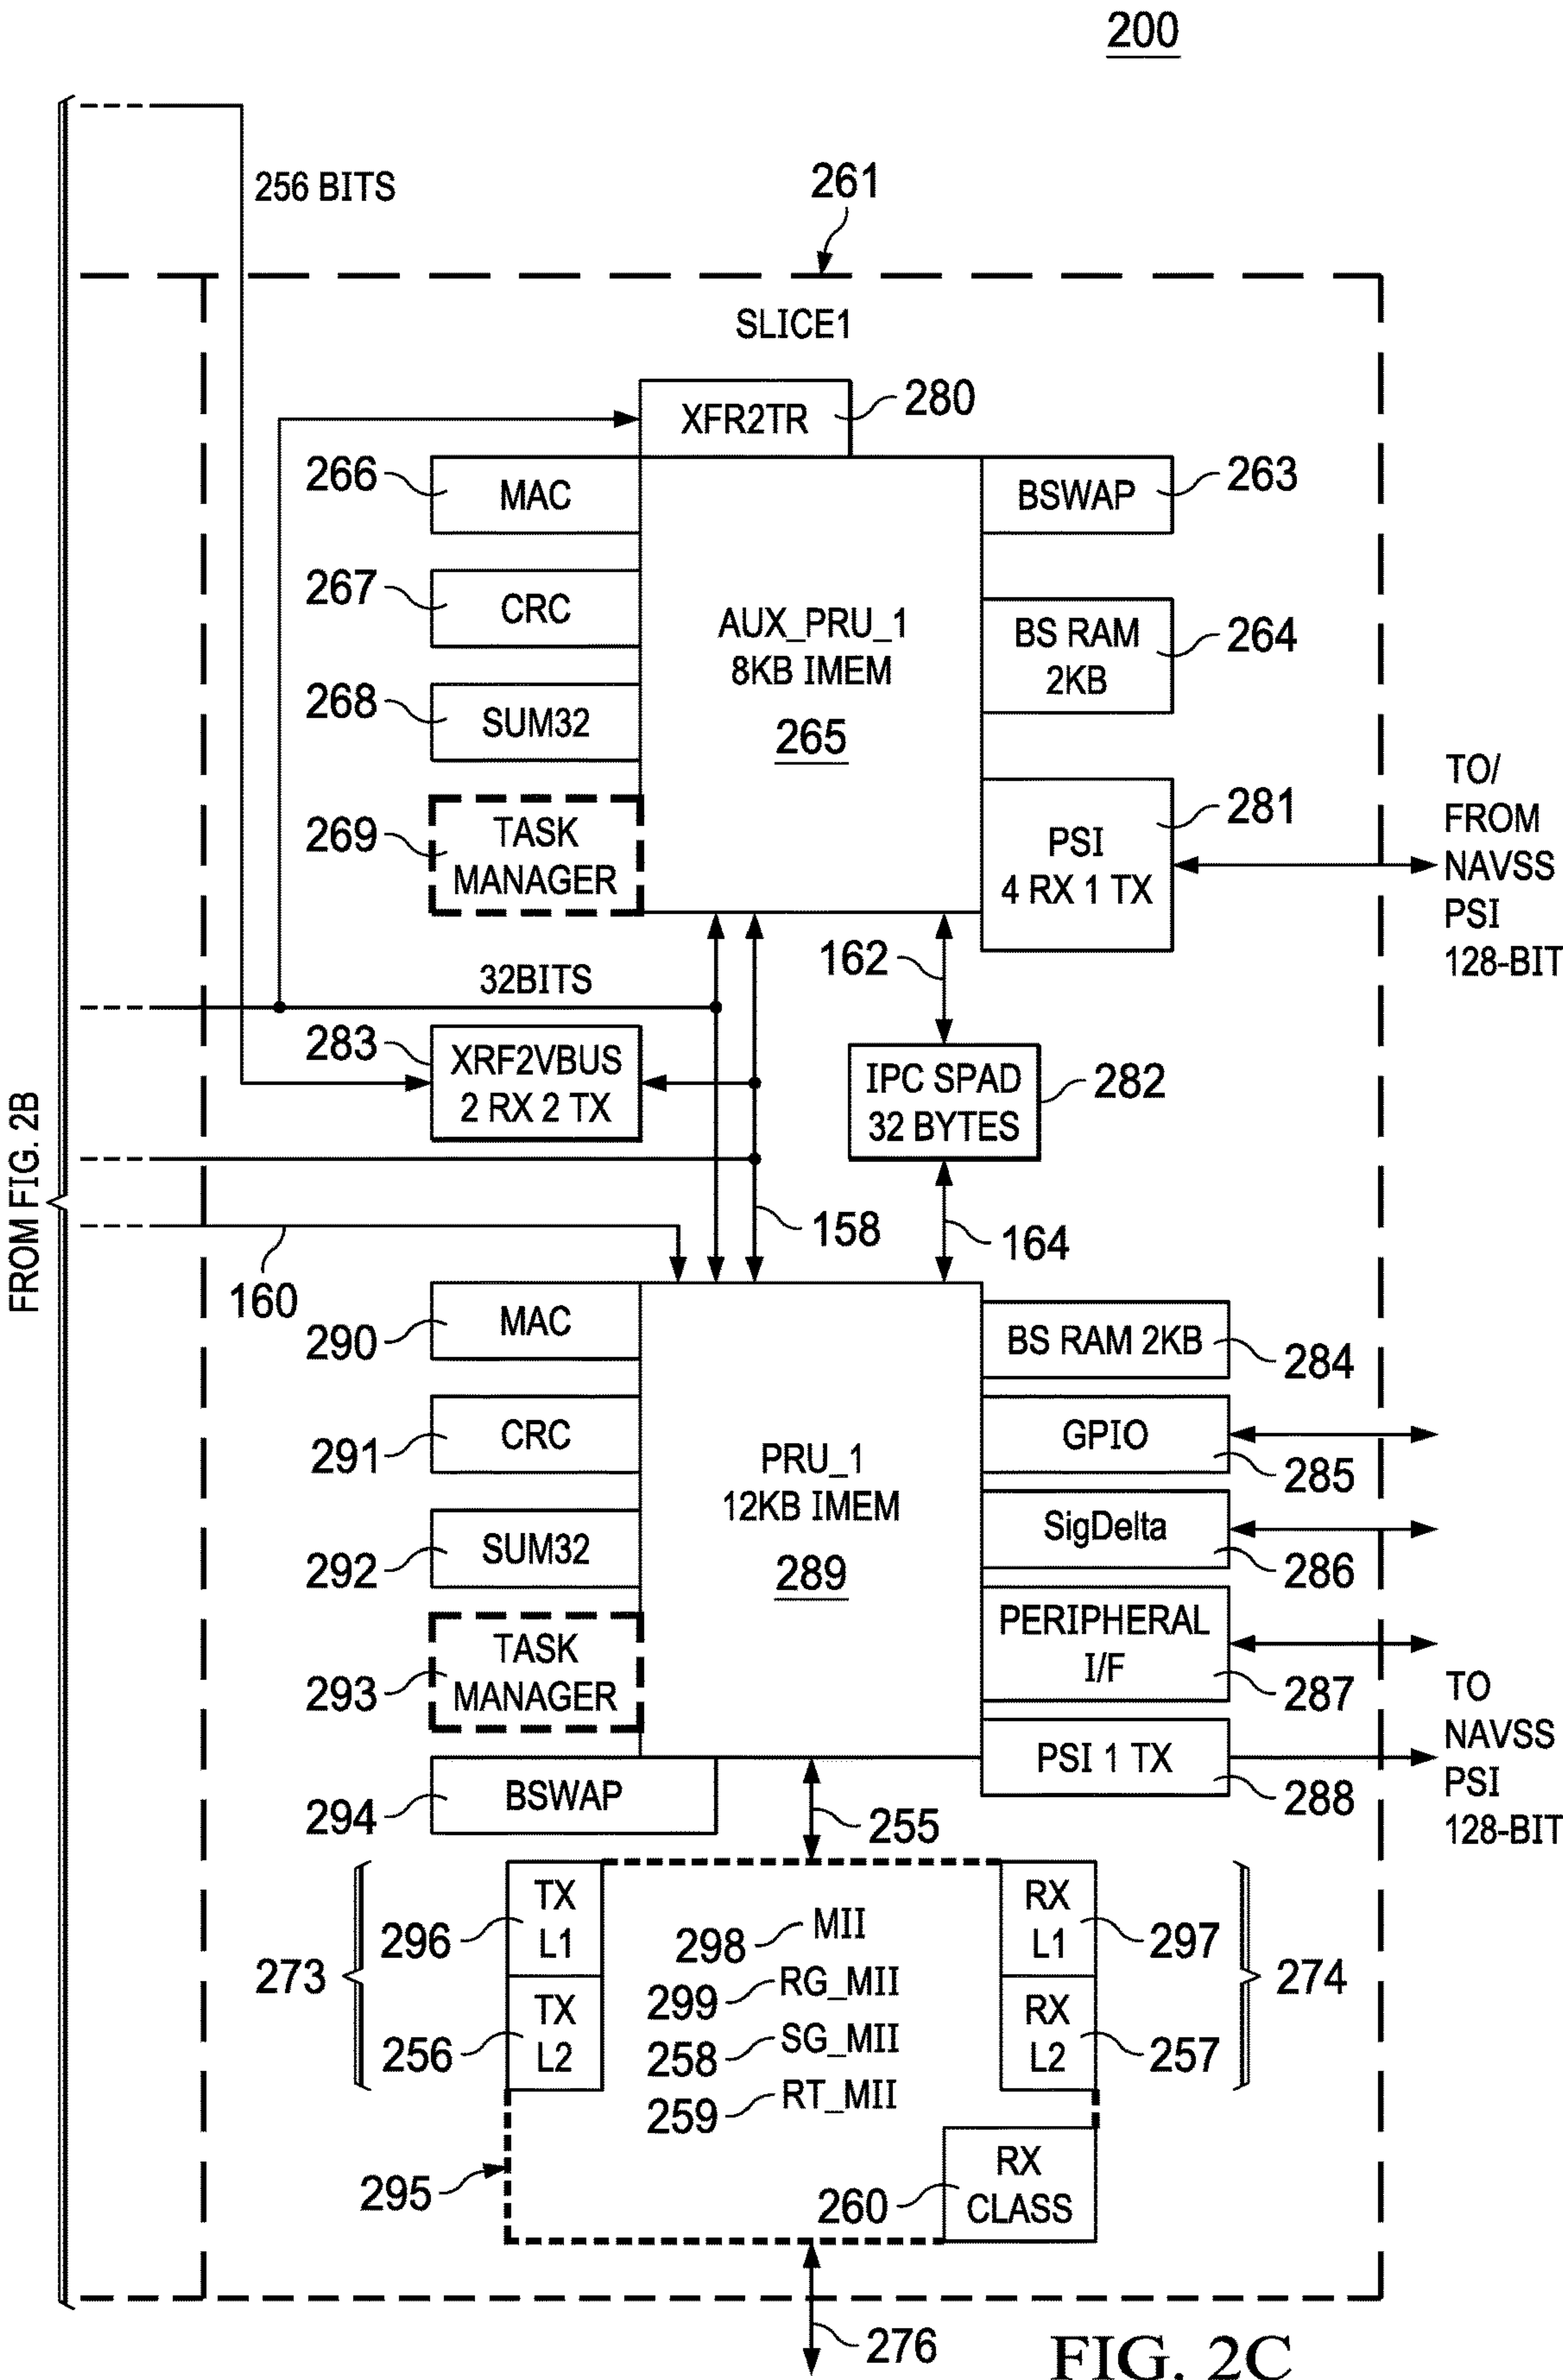 200
256 BITS
261
SLICE1
XFR2TR
280
266
MAC
BSWAP
263
267
CRC
AUX_PRU_1
8KB IMEM
265
BS RAM
2KB
264
268
SUM32
269
TASK
MANAGER
PSI
4 RX 1 TX
281
TO/
FROM
NAVSS
PSI
128-BIT
162
32BITS
283
XRF2VBUS
2 RX 2 TX
IPC SPAD
32 BYTES
282
FROM FIG. 2B
158
164
160
290
MAC
BS RAM 2KB
284
291
CRC
PRU_1
12KB IMEM
289
GPIO
285
292
SUM32
SigDelta
286
293
TASK
MANAGER
PERIPHERAL
I/F
287
PSI 1 TX
288
TO
NAVSS
PSI
128-BIT
294
BSWAP
255
273
296
TX
L1
256
TX
L2
298
MII
299
RG_MII
258
SG_MII
259
RT_MII
RX
L1
297
RX
L2
257
274
295
260
RX
CLASS
276
FIG. 2C